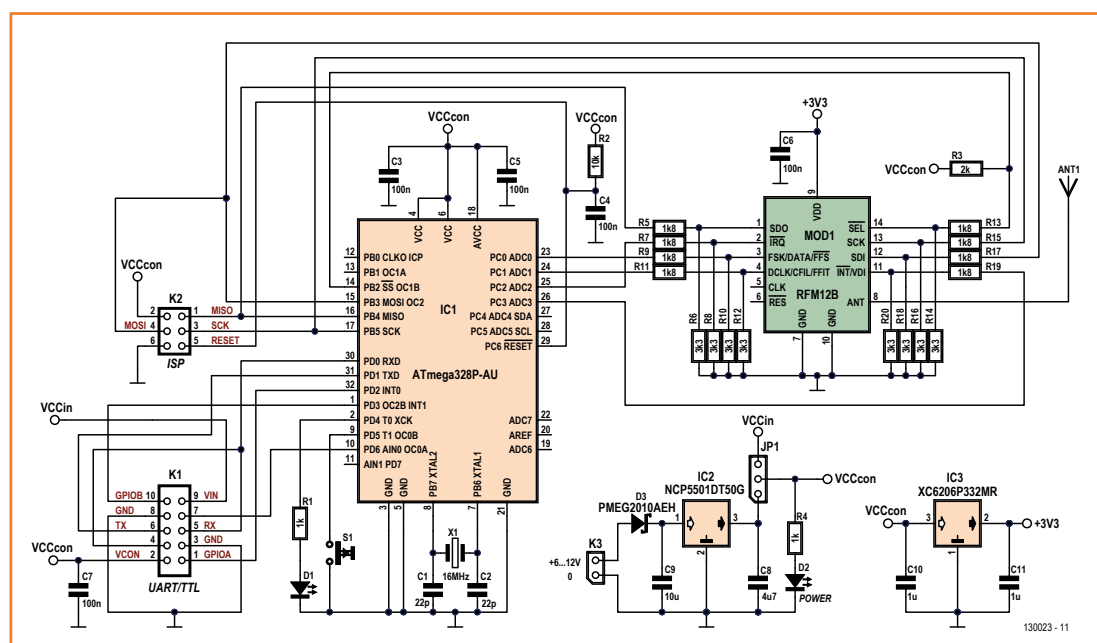 +3V3
VCCcon
VCCcon
R2
10k
C6
100n
R3
VCCcon
2k
ANT1
C3
100n
C5
100n
C4
100n
4
6
18
VCC
VCC
AVCC
9
VDD
R5
1k8
R7
1k8
R9
1k8
R11
1k8
1 SDO
2 IRQ
3 FSK/DATA/FFS
4 DCLK/CFIL/FFIT
5 CLK
6 RES
MOD1
RFM12B
SEL 14
SCK 13
SDI 12
INT/VDI 11
ANT 8
GND
GND
7
10
R13
1k8
R15
1k8
R17
1k8
R19
1k8
R6
R8
R10
R12
3k3
3k3
3k3
3k3
R20
R18
R16
R14
3k3
3k3
3k3
3k3
VCCcon
K2
2
1 MISO
MOSI 4
3 SCK
6
5 RESET
ISP
12 PB0 CLKO ICP
13 PB1 OC1A
14 PB2 SS OC1B
15 PB3 MOSI OC2
16 PB4 MISO
17 PB5 SCK
30 PD0 RXD
31 PD1 TXD
32 PD2 INT0
1 PD3 OC2B INT1
2 PD4 T0 XCK
9 PD5 T1 OC0B
10 PD6 AIN0 OC0A
11 AIN1 PD7
IC1
ATmega328P-AU
PC0 ADC0 23
PC1 ADC1 24
PC2 ADC2 25
PC3 ADC3 26
PC4 ADC4 SDA 27
PC5 ADC5 SCL 28
PC6 RESET 29
ADC7 22
AREF 20
ADC6 19
GND
GND
PB7 XTAL2
PB6 XTAL1
GND
3
5
8
7
21
VCCin
K1
GPIOB 10
9 VIN
GND 8
7
TX 6
5 RX
4
3 GND
VCON 2
1 GPIOA
UART/TTL
VCCcon
C7
100n
R1
1k
D1
S1
X1
16MHz
C1
22p
C2
22p
VCCin
JP1
IC2
NCP5501DT50G
D3
PMEG2010AEH
1
3
2
K3
+6...12V
0
C9
10u
C8
4u7
VCCcon
R4
1k
D2
POWER
IC3
XC6206P332MR
VCCcon
3
2
+3V3
1
C10
1u
C11
1u
130023 - 11